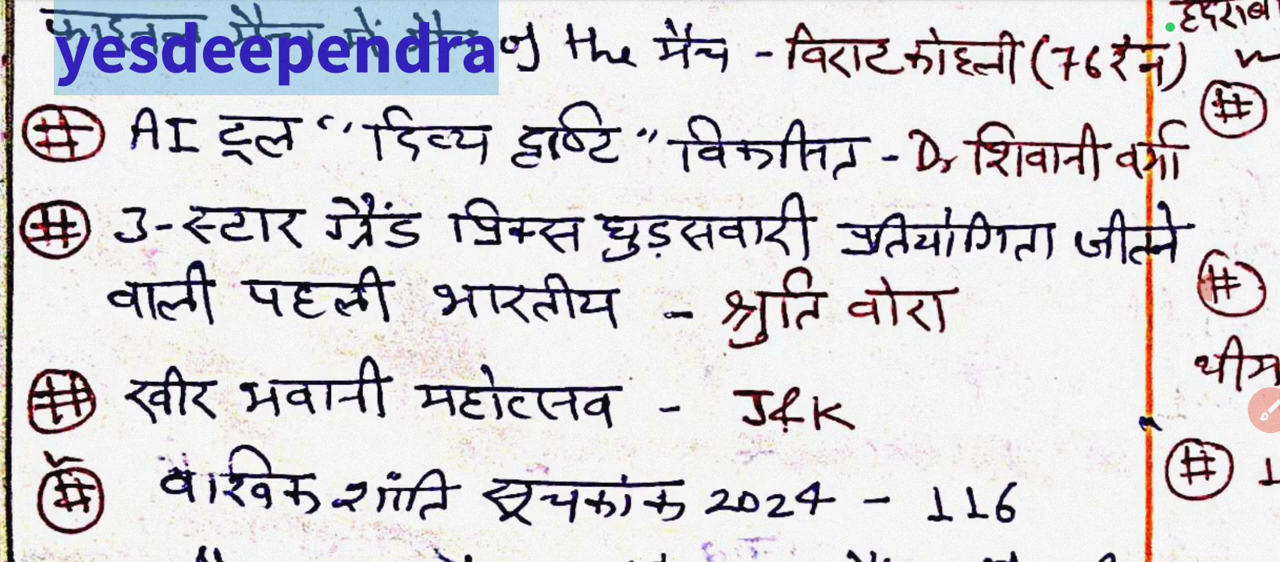 yesdeependra of the मैच - विराट कोहली (76 रन)
# AI टूल "दिव्य दृष्टि" विकसित - Dr शिवानी वर्मा
# 3-स्टार ग्रैंड प्रिक्स घुड़सवारी प्रतियोगिता जीतने
वाली पहली भारतीय - श्रुति वोरा
# खीर भवानी महोत्सव - J&K
# वाश्विक शांति सूचकांक 2024 - 116
#
#
#